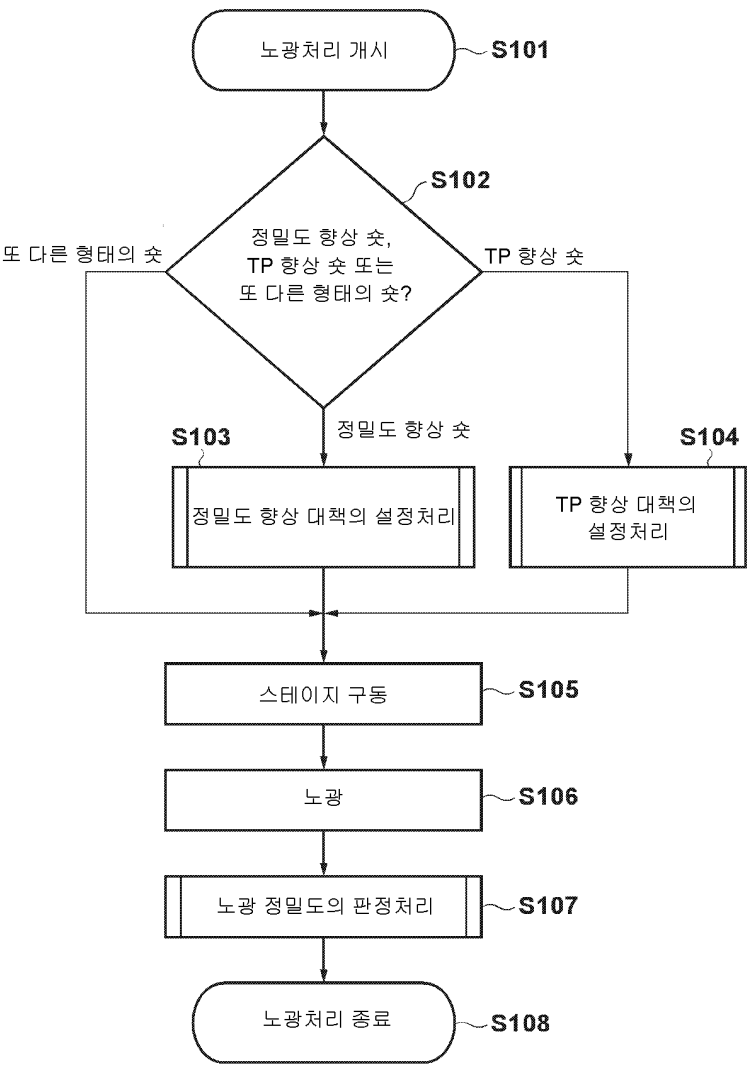 노광처리 개시
S101
S102
정밀도 향상 숏,
TP 향상 숏 또는
또 다른 형태의 숏?
또 다른 형태의 숏
TP 향상 숏
정밀도 향상 숏
S103
정밀도 향상 대책의 설정처리
S104
TP 향상 대책의
설정처리
스테이지 구동
S105
노광
S106
노광 정밀도의 판정처리
S107
노광처리 종료
S108